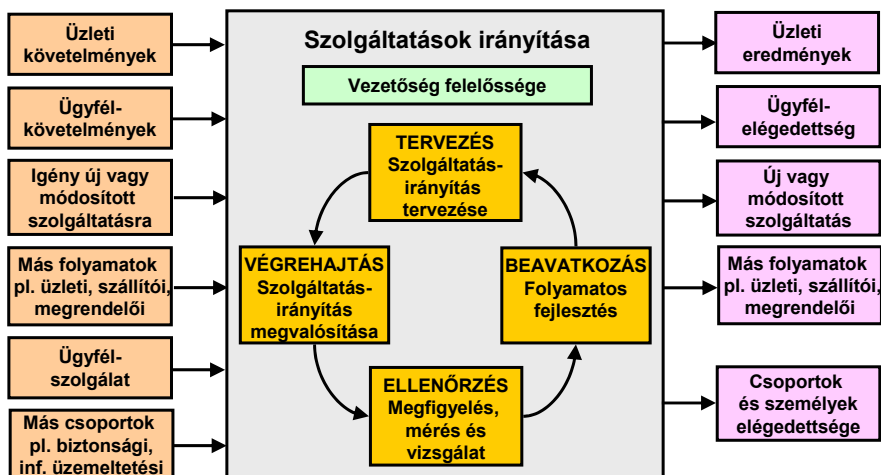 Üzleti
követelmények
Ügyfél-
követelmények
Igény új vagy
módosított
szolgáltatásra
Más folyamatok
pl. üzleti, szállítói,
megrendelői
Ügyfél-
szolgálat
Más csoportok
pl. biztonsági,
inf. üzemeltetési
Szolgáltatások irányítása
Vezetőség felelőssége
TERVEZÉS
Szolgáltatás-
irányítás
tervezése
VÉGREHAJTÁS
Szolgáltatás-
irányítás
megvalósítása
BEAVATKOZÁS
Folyamatos
fejlesztés
ELLENŐRZÉS
Megfigyelés,
mérés és
vizsgálat
Üzleti
eredmények
Ügyfél-
elégedettség
Új vagy
módosított
szolgáltatás
Más folyamatok
pl. üzleti, szállítói,
megrendelői
Csoportok
és személyek
elégedettsége